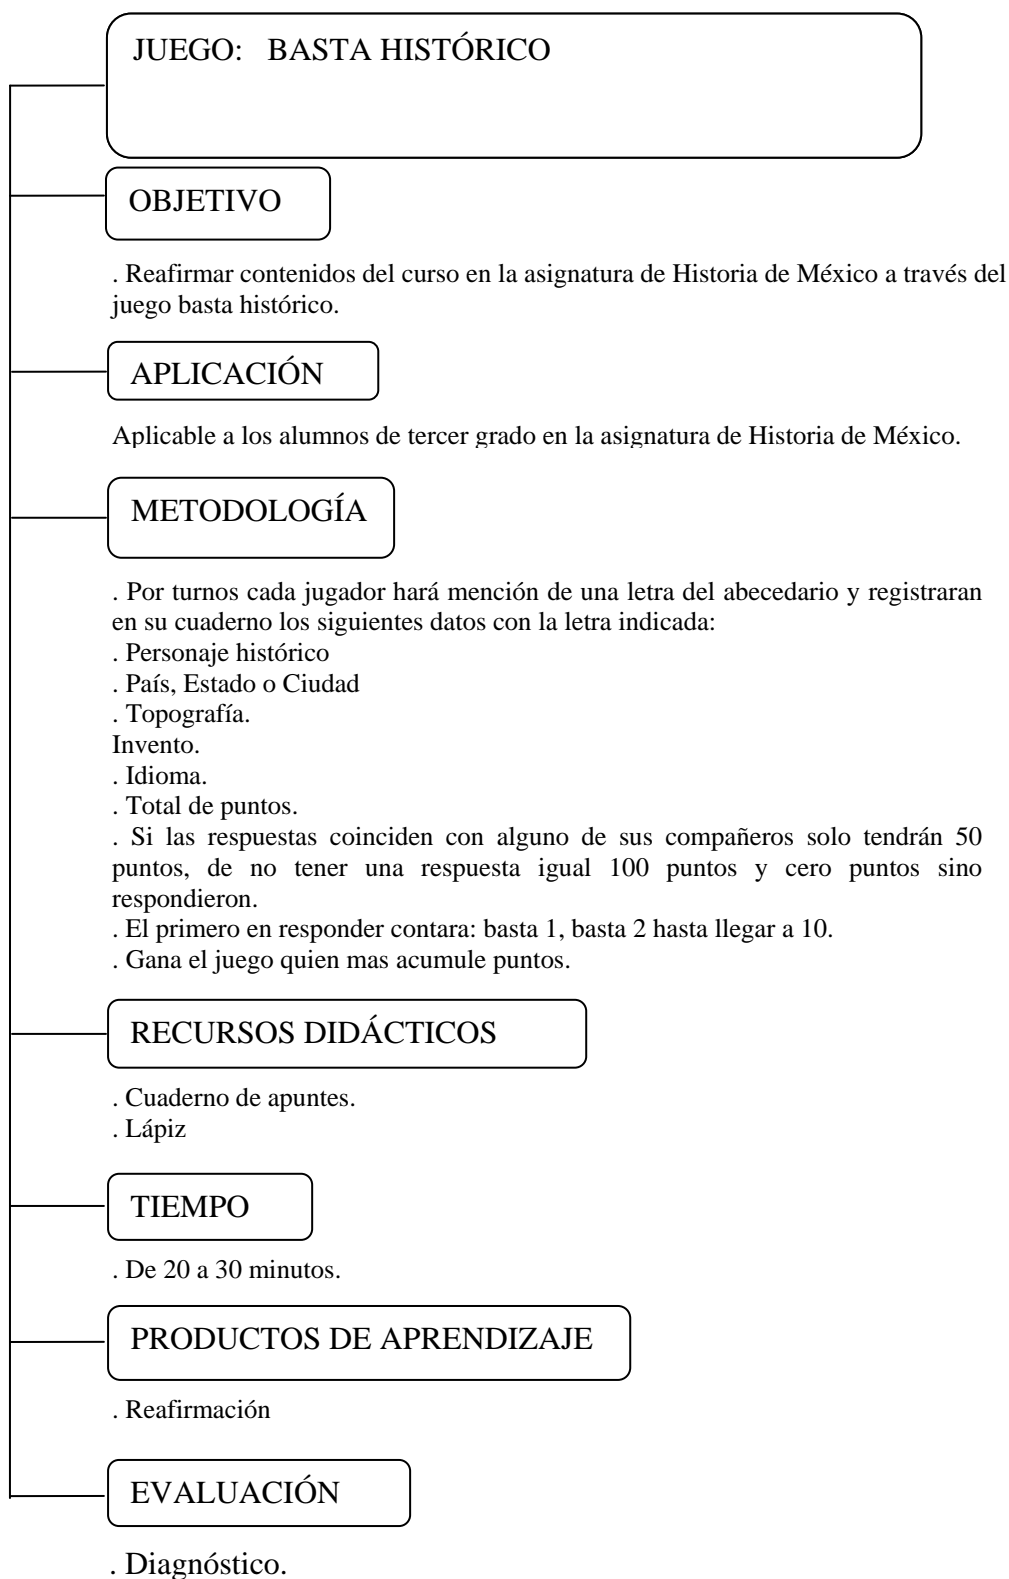 JUEGO: BASTA HISTÓRICO
OBJETIVO
. Reafirmar contenidos del curso en la asignatura de Historia de México a través del
juego basta histórico.
APLICACIÓN
Aplicable a los alumnos de tercer grado en la asignatura de Historia de México.
METODOLOGÍA
. Por turnos cada jugador hará mención de una letra del abecedario y registraran
en su cuaderno los siguientes datos con la letra indicada:
. Personaje histórico
. País, Estado o Ciudad
. Topografía.
Invento.
. Idioma.
. Total de puntos.
. Si las respuestas coinciden con alguno de sus compañeros solo tendrán 50
puntos, de no tener una respuesta igual 100 puntos y cero puntos sino
respondieron.
. El primero en responder contara: basta 1, basta 2 hasta llegar a 10.
. Gana el juego quien mas acumule puntos.
RECURSOS DIDÁCTICOS
. Cuaderno de apuntes.
. Lápiz
TIEMPO
. De 20 a 30 minutos.
PRODUCTOS DE APRENDIZAJE
. Reafirmación
EVALUACIÓN
. Diagnóstico.